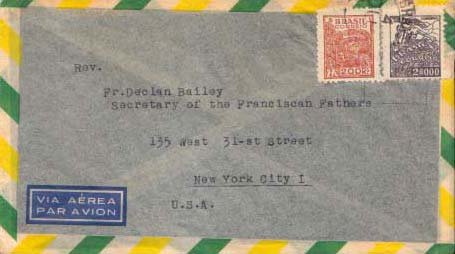 BRASIL
CORREIO
Rev.
Fr.Declan Bailey
Secretary of the Franciscan Fathers
135 West 31-st Street
New York City I
U.S.A.
VIA AÉREA
PAR AVION